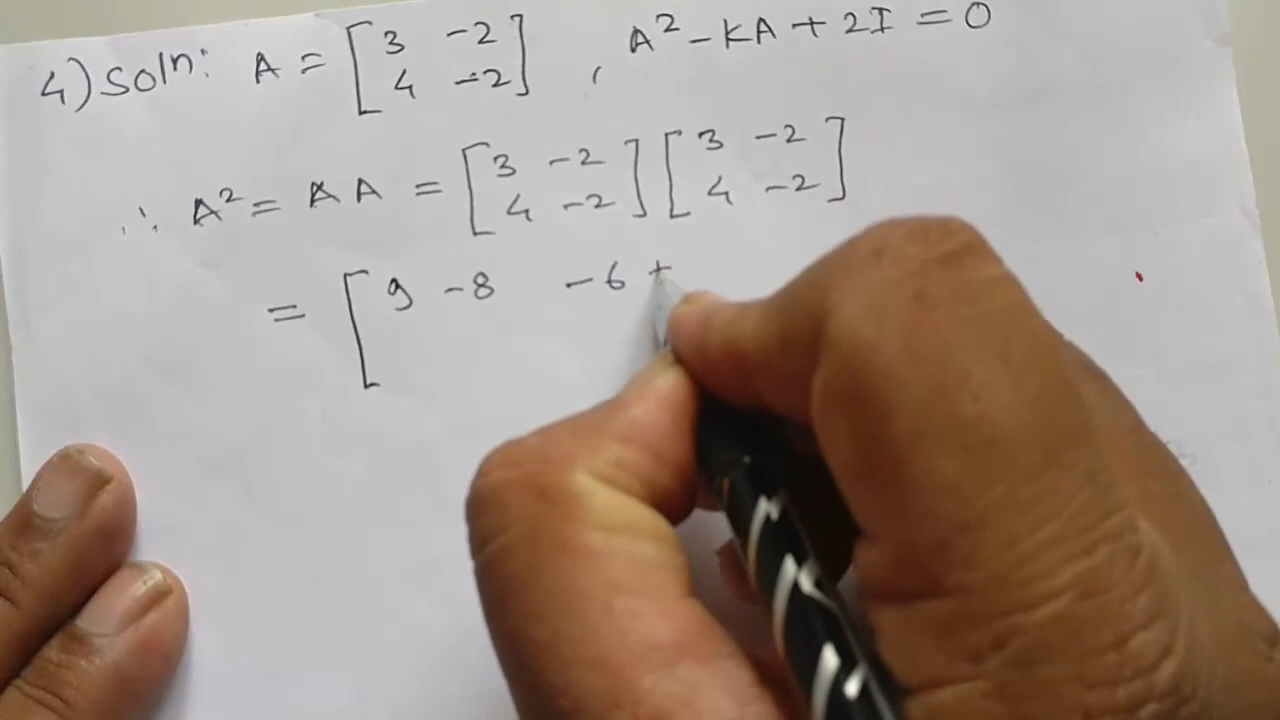 4) Soln: A = [3 -2 , A² - KA + 2I = 0
4 -2]
∴ A² = A A = [3 -2 4 -2] [3 -2 4 -2]
= [9 -8 -6 +